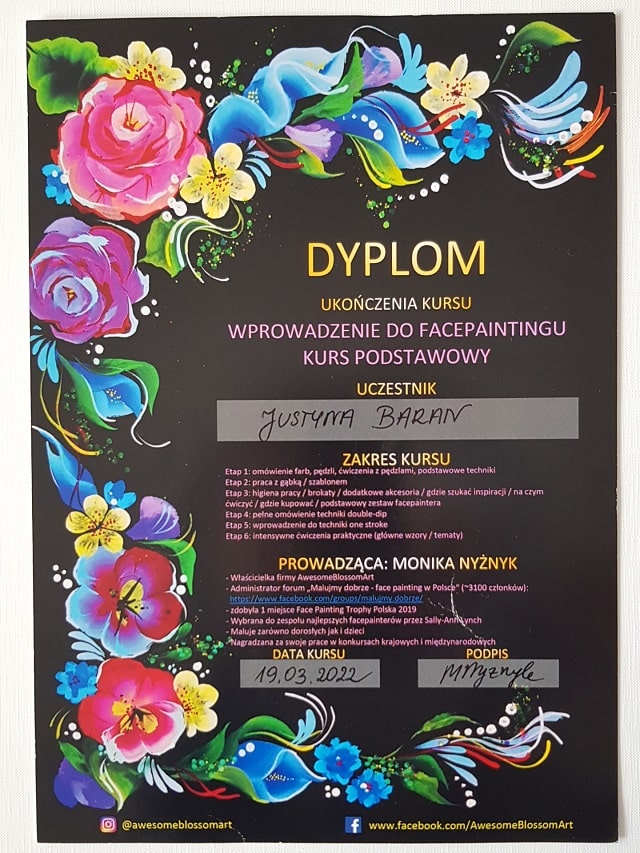 DYPLOM
UKOŃCZENIA KURSU
WPROWADZENIE DO FACEPAINTINGU
KURS PODSTAWOWY
UCZESTNIK
JUSTYNA BARAN
ZAKRES KURSU
Etap 1: omówienie farb, pędzli, ćwiczenia z pędzlami, podstawowe techniki
Etap 2: praca z gąbką / szablonem
Etap 3: higiena pracy / brokaty / dodatkowe akcesoria / gdzie szukać inspiracji / na czym
ćwiczyć / gdzie kupować / podstawowy zestaw facepaintera
Etap 4: pełne omówienie techniki double-dip
Etap 5: wprowadzenie do techniki one stroke
Etap 6: intensywne ćwiczenia praktyczne (główne wzory / tematy)
PROWADZĄCA: MONIKA NYŻNYK
- Właścicielka firmy AwesomeBlossomArt
- Administrator forum „Malujmy dobrze - face painting w Polsce" (~3100 członków):
https://www.facebook.com/groups/malujmy.dobrze/
- zdobyła 1 miejsce Face Painting Trophy Polska 2019
- Wybrana do zespołu najlepszych facepainterów przez Sally-Ann Lynch
- Maluje zarówno dorosłych jak i dzieci
- Nagradzana za swoje prace w konkursach krajowych i międzynarodowych
DATA KURSU PODPIS
19.03.2022 MNyżnyk
@awesomeblossomart www.facebook.com/AwesomeBlossomArt